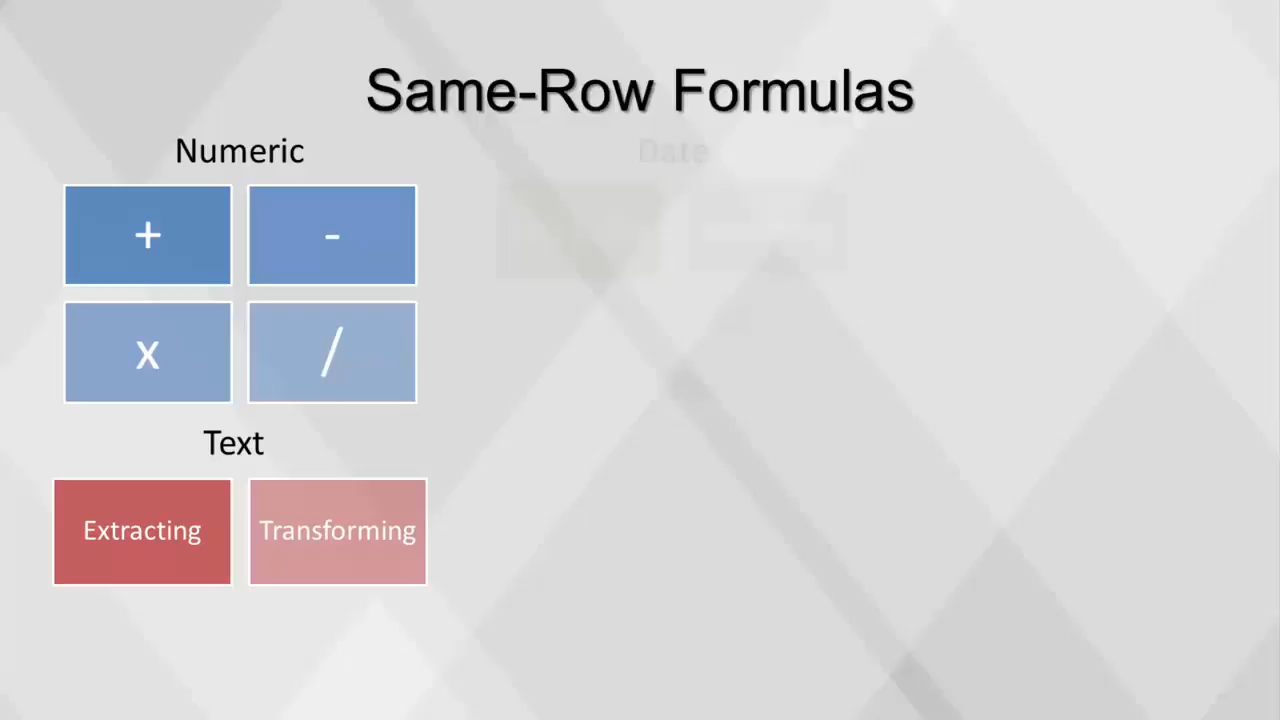 Same-Row Formulas
Numeric
Date
+ -
x /
Text
Extracting Transforming